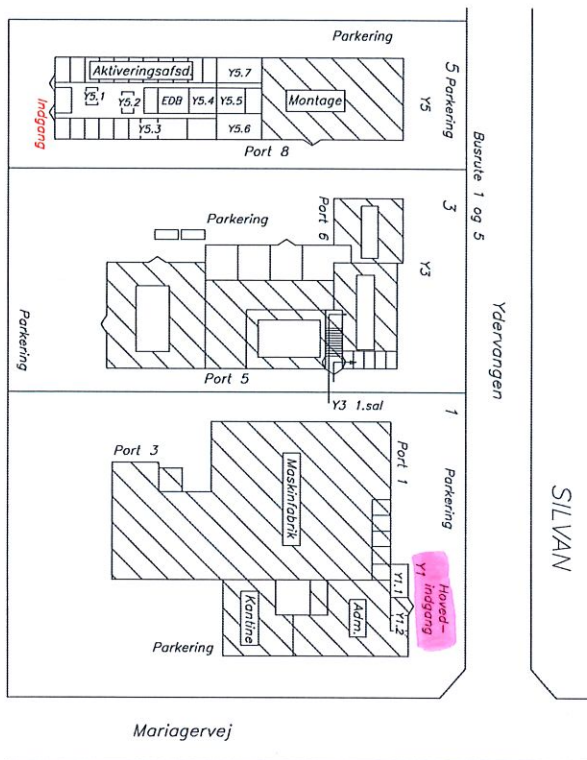 Parkering
5 Parkering
Y5
Aktiveringsafsd.
Y5.7
Y5.1
Y5.2
EDB
Y5.4
Y5.5
Montage
Y5.3
Y5.6
Indgang
Port 8
Busrute 1 og 5
Ydervangen
3
Y3
Port 6
Parkering
Parkering
Port 5
Y3 1.sal
1
Parkering
Port 1
Port 3
Maskinfabrik
SILVAN
Hoved-
indgang
Y1
Y1.1
Y1.2
Adm.
Kantine
Parkering
Mariagervej